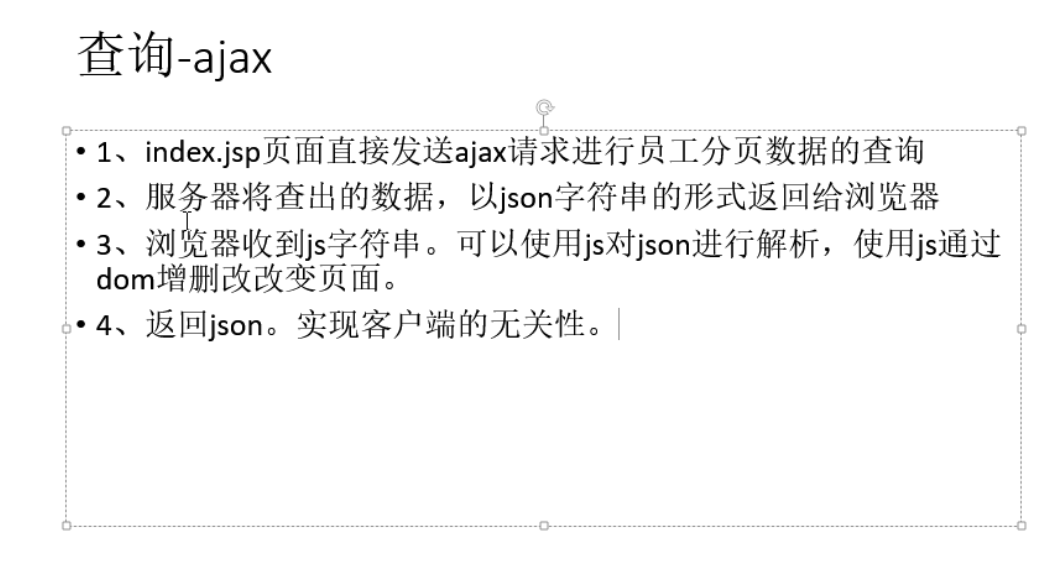 查询-ajax
• 1、index.jsp页面直接发送ajax请求进行员工分页数据的查询
• 2、服务器将查出的数据，以json字符串的形式返回给浏览器
• 3、浏览器收到js字符串。可以使用js对json进行解析，使用js通过
dom增删改改变页面。
• 4、返回json。实现客户端的无关性。